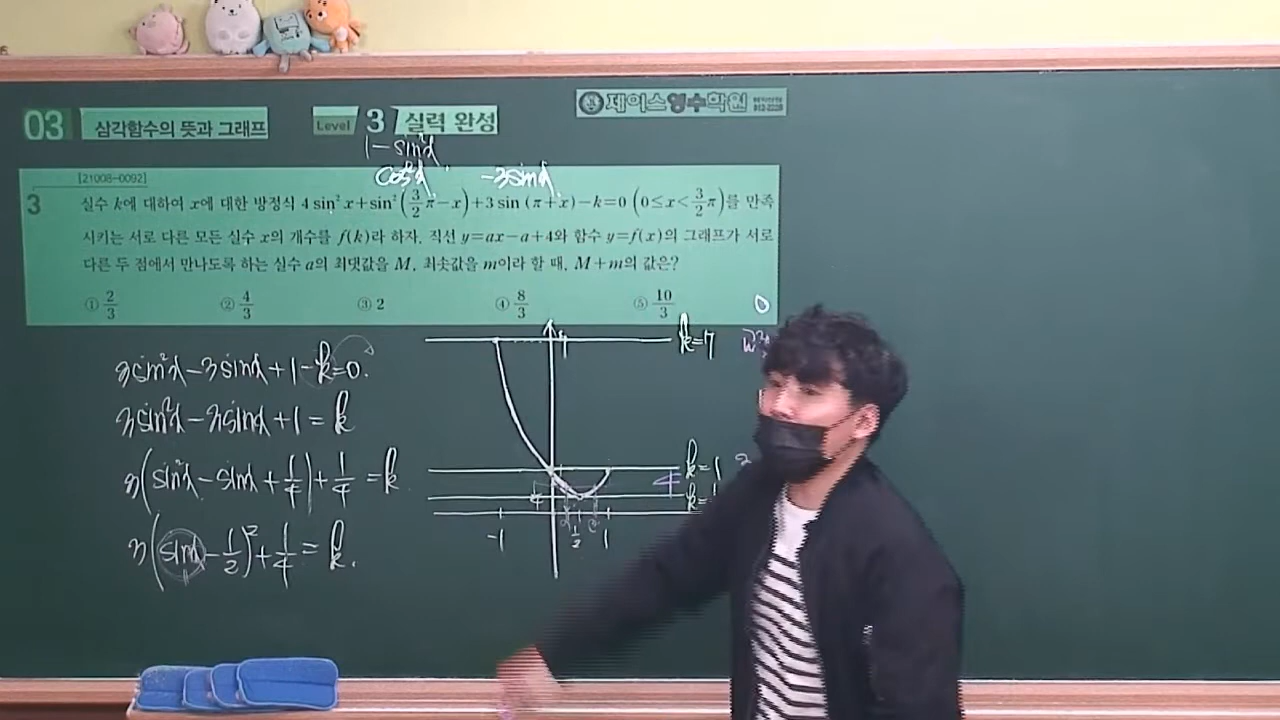 03 삼각함수의 뜻과 그래프 Level 3 실력 완성
제이스영수학원
1-sin²x
cos²x -3sinx
[21008-0092]
3 실수 k에 대하여 x에 대한 방정식 4 sin² x+sin²(3/2 π-x)+3 sin (π+x)-k=0 (0≤x<3/2 π)를 만족
시키는 서로 다른 모든 실수 x의 개수를 f(k)라 하자. 직선 y=ax-a+4와 함수 y=f(x)의 그래프가 서로
다른 두 점에서 만나도록 하는 실수 a의 최댓값을 M, 최솟값을 m이라 할 때, M+m의 값은?
① 2/3 ② 4/3 ③ 2 ④ 8/3 ⑤ 10/3
3sin²x-3sinx+1-k=0.
3sin²x-3sinx+1=k
3(sin²x-sinx+1/4)+1/4=k
3(sinx-1/2)²+1/4=k.
k=7
k=1
4
k=
-1 1/2 1